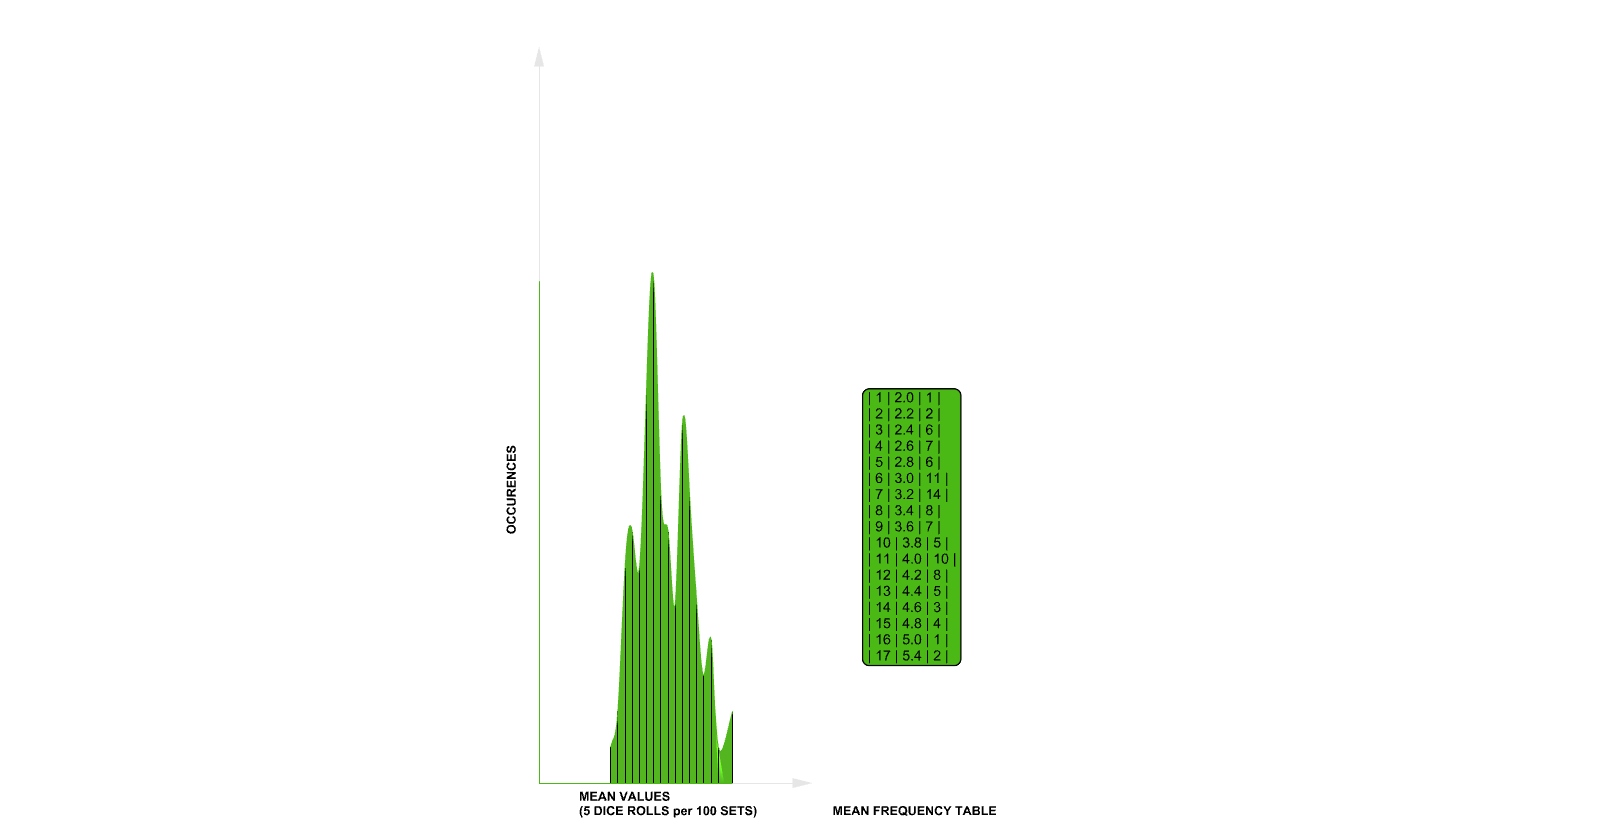 OCCURENCES
MEAN VALUES
(5 DICE ROLLS per 100 SETS)
| 1 | 2.0 | 1 |
| 2 | 2.2 | 2 |
| 3 | 2.4 | 6 |
| 4 | 2.6 | 7 |
| 5 | 2.8 | 6 |
| 6 | 3.0 | 11 |
| 7 | 3.2 | 14 |
| 8 | 3.4 | 8 |
| 9 | 3.6 | 7 |
| 10 | 3.8 | 5 |
| 11 | 4.0 | 10 |
| 12 | 4.2 | 8 |
| 13 | 4.4 | 5 |
| 14 | 4.6 | 3 |
| 15 | 4.8 | 4 |
| 16 | 5.0 | 1 |
| 17 | 5.4 | 2 |
MEAN FREQUENCY TABLE